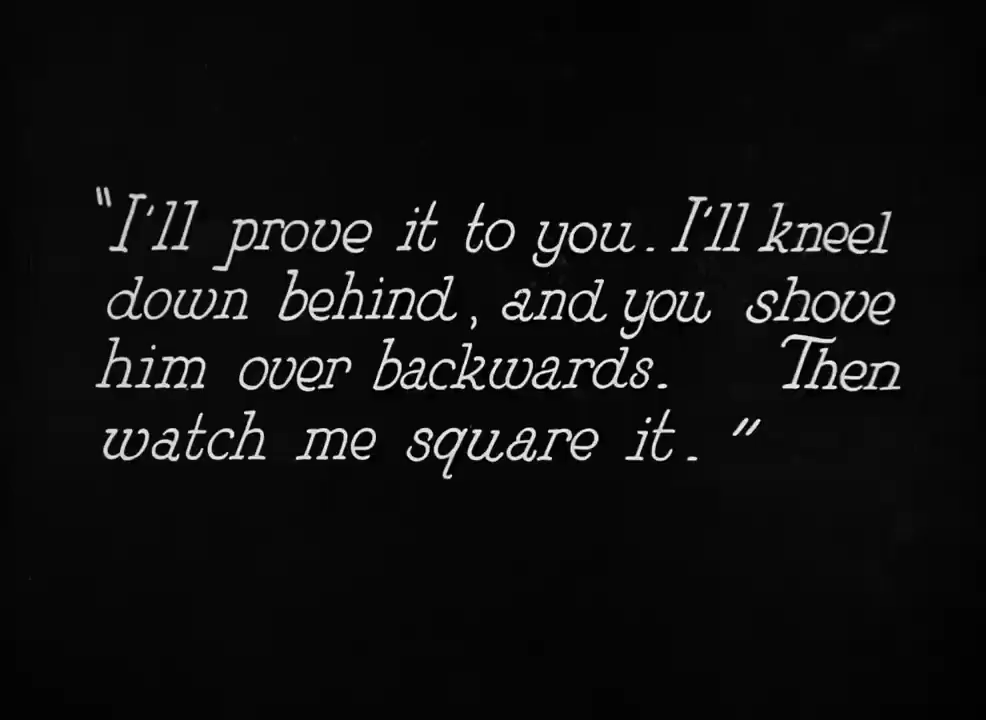 "I'll prove it to you. I'll kneel
down behind, and you shove
him over backwards. Then
watch me square it."